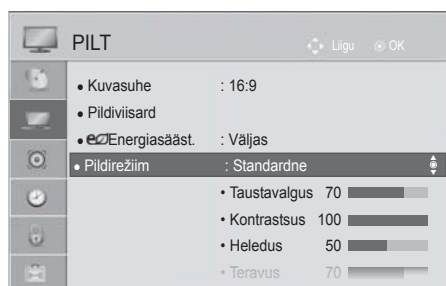 PILT Liigu OK
• Kuvasuhe : 16:9
• Pildiviisard
• eco Energiasääst. : Väljas
• Pildirežiim : Standardne
• Taustavalgus 70
• Kontrastsus 100
• Heledus 50
• Teravus 70